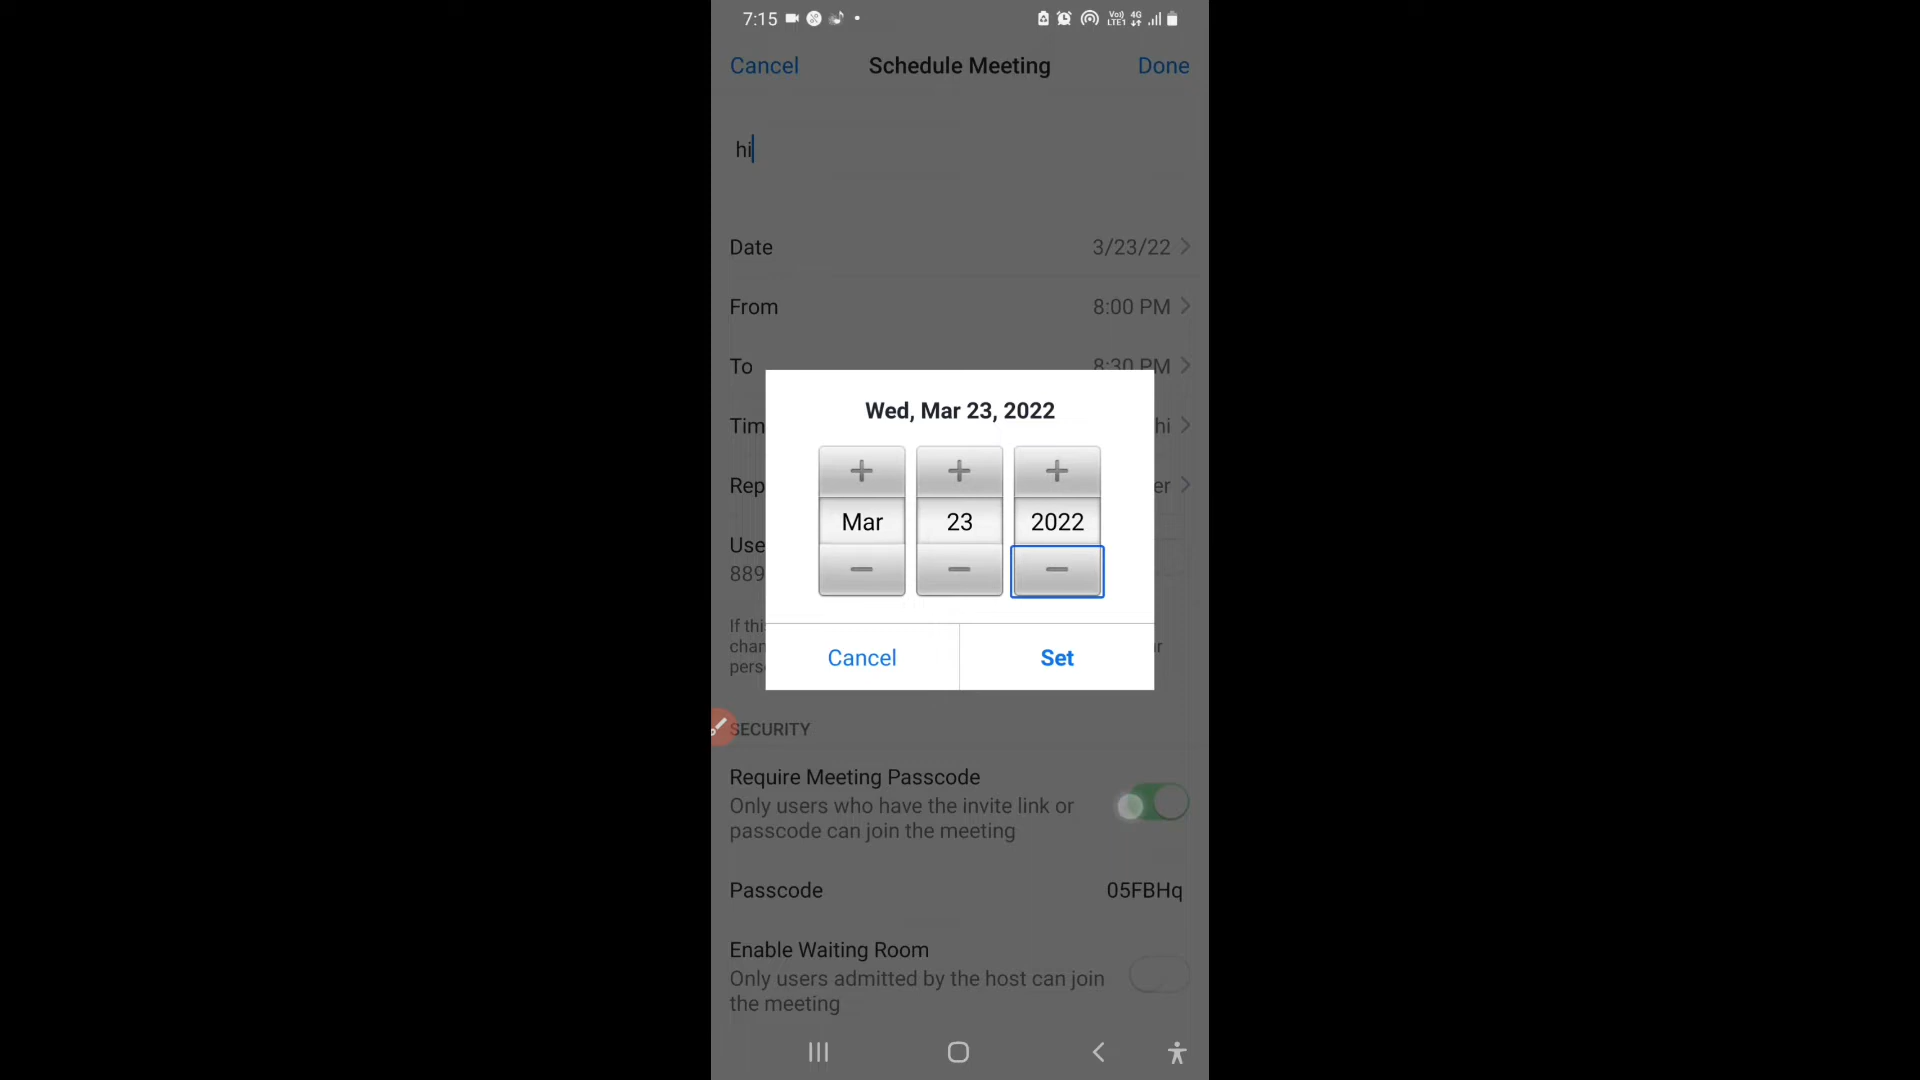 7:15 VoLTE1 4G
Cancel Schedule Meeting Done
hi
Date 3/23/22
From 8:00 PM
To 8:30 PM
Tim hi
Rep er
Use
889
If thi
char r
pers
Wed, Mar 23, 2022
+ + +
Mar 23 2022
− − −
Cancel Set
SECURITY
Require Meeting Passcode
Only users who have the invite link or
passcode can join the meeting
Passcode 05FBHq
Enable Waiting Room
Only users admitted by the host can join
the meeting